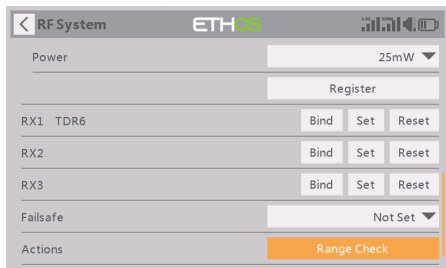 RF System ETHOS
Power 25mW
Register
RX1 TDR6 Bind Set Reset
RX2 Bind Set Reset
RX3 Bind Set Reset
Failsafe Not Set
Actions Range Check